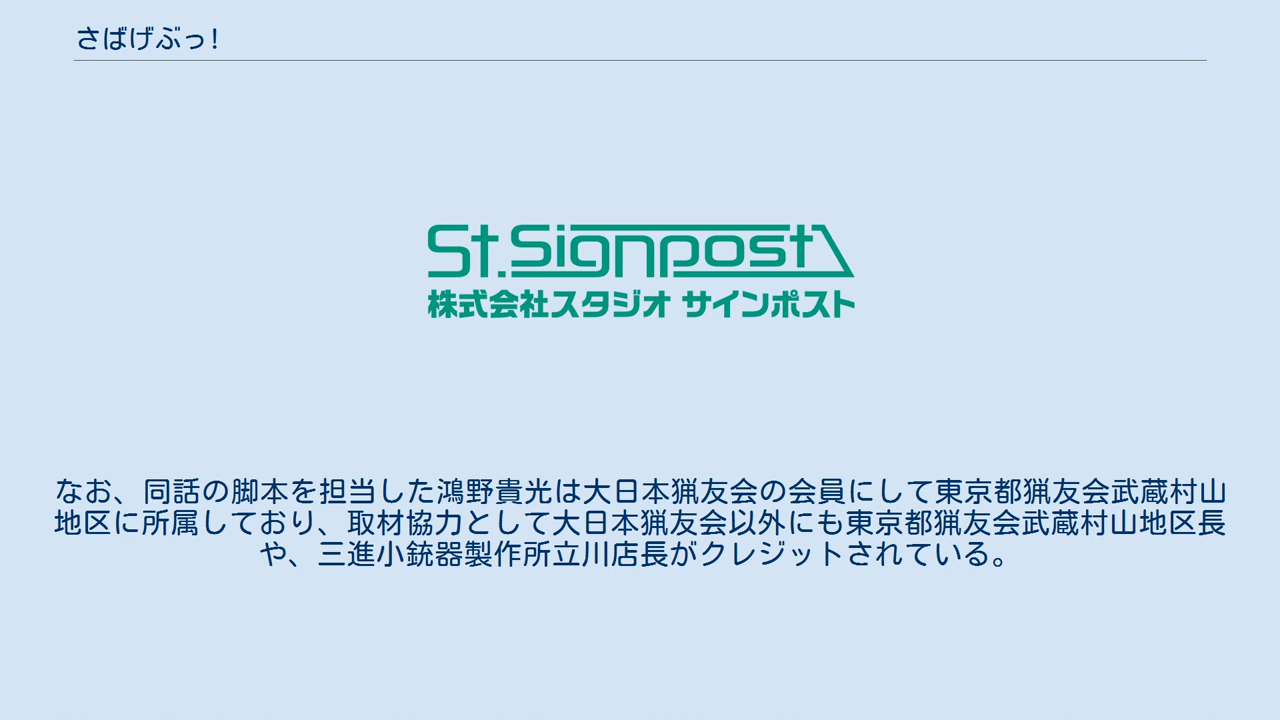 さばげぶっ!
St.Signpost
株式会社スタジオ サインポスト
なお、同話の脚本を担当した鴻野貴光は大日本猟友会の会員にして東京都猟友会武蔵村山
地区に所属しており、取材協力として大日本猟友会以外にも東京都猟友会武蔵村山地区長
や、三進小銃器製作所立川店長がクレジットされている。